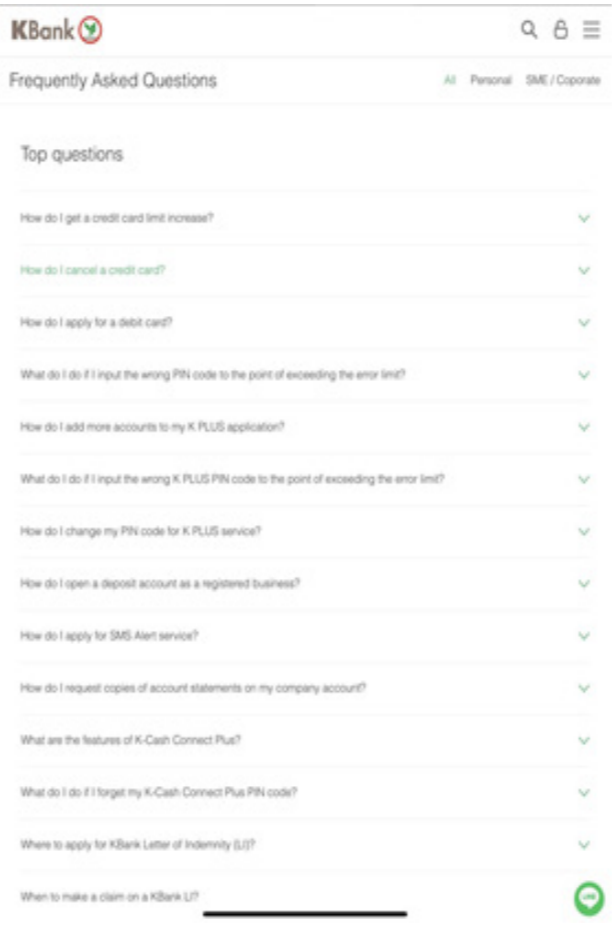 KBank
Frequently Asked Questions
All Personal SME / Coporate
Top questions
How do I get a credit card limit increase?
How do I cancel a credit card?
How do I apply for a debit card?
What do I do if I input the wrong PIN code to the point of exceeding the error limit?
How do I add more accounts to my K PLUS application?
What do I do if I input the wrong K PLUS PIN code to the point of exceeding the error limit?
How do I change my PIN code for K PLUS service?
How do I open a deposit account as a registered business?
How do I apply for SMS Alert service?
How do I request copies of account statements on my company account?
What are the features of K-Cash Connect Plus?
What do I do if I forget my K-Cash Connect Plus PIN code?
Where to apply for KBank Letter of Indemnity (LI)?
When to make a claim on a KBank LI?
LINE